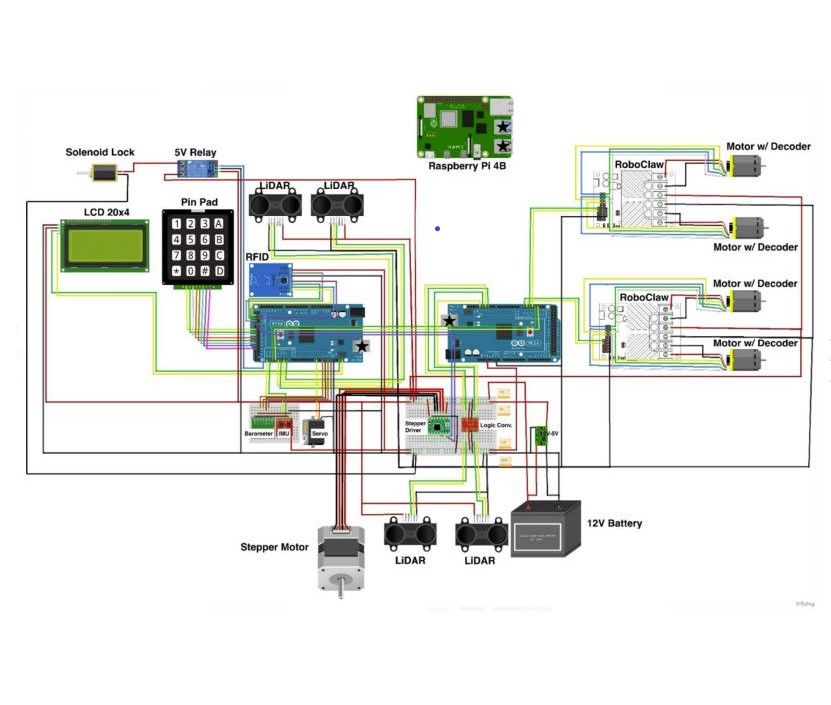 Raspberry Pi 4B
Solenoid Lock
5V Relay
LiDAR
LiDAR
LCD 20x4
Pin Pad
1 2 3 A
4 5 6 B
7 8 9 C
* 0 # D
RFID
RoboClaw
Motor w/ Decoder
Motor w/ Decoder
RoboClaw
Motor w/ Decoder
Motor w/ Decoder
Barometer
IMU
Servo
Stepper
Driver
Logic Conv.
12V-5V
Stepper Motor
LiDAR
LiDAR
12V Battery
fritzing